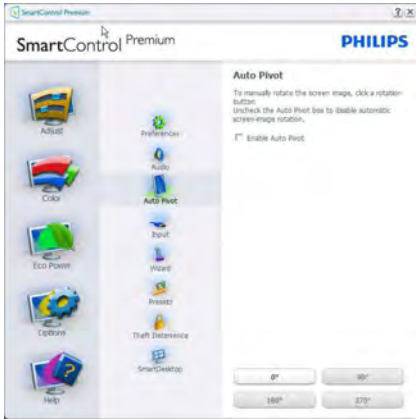 SmartControl Premium
SmartControl Premium
PHILIPS
Auto Pivot
To manually rotate the screen image, click a rotation
button
Uncheck the Auto Pivot box to disable automatic
screen-image rotation.
Enable Auto Pivot
Adjust
Color
Eco Power
Options
Help
Preferences
Audio
Auto Pivot
Input
Wizard
Presets
Theft Deterrence
SmartDesktop
0°
90°
180°
270°